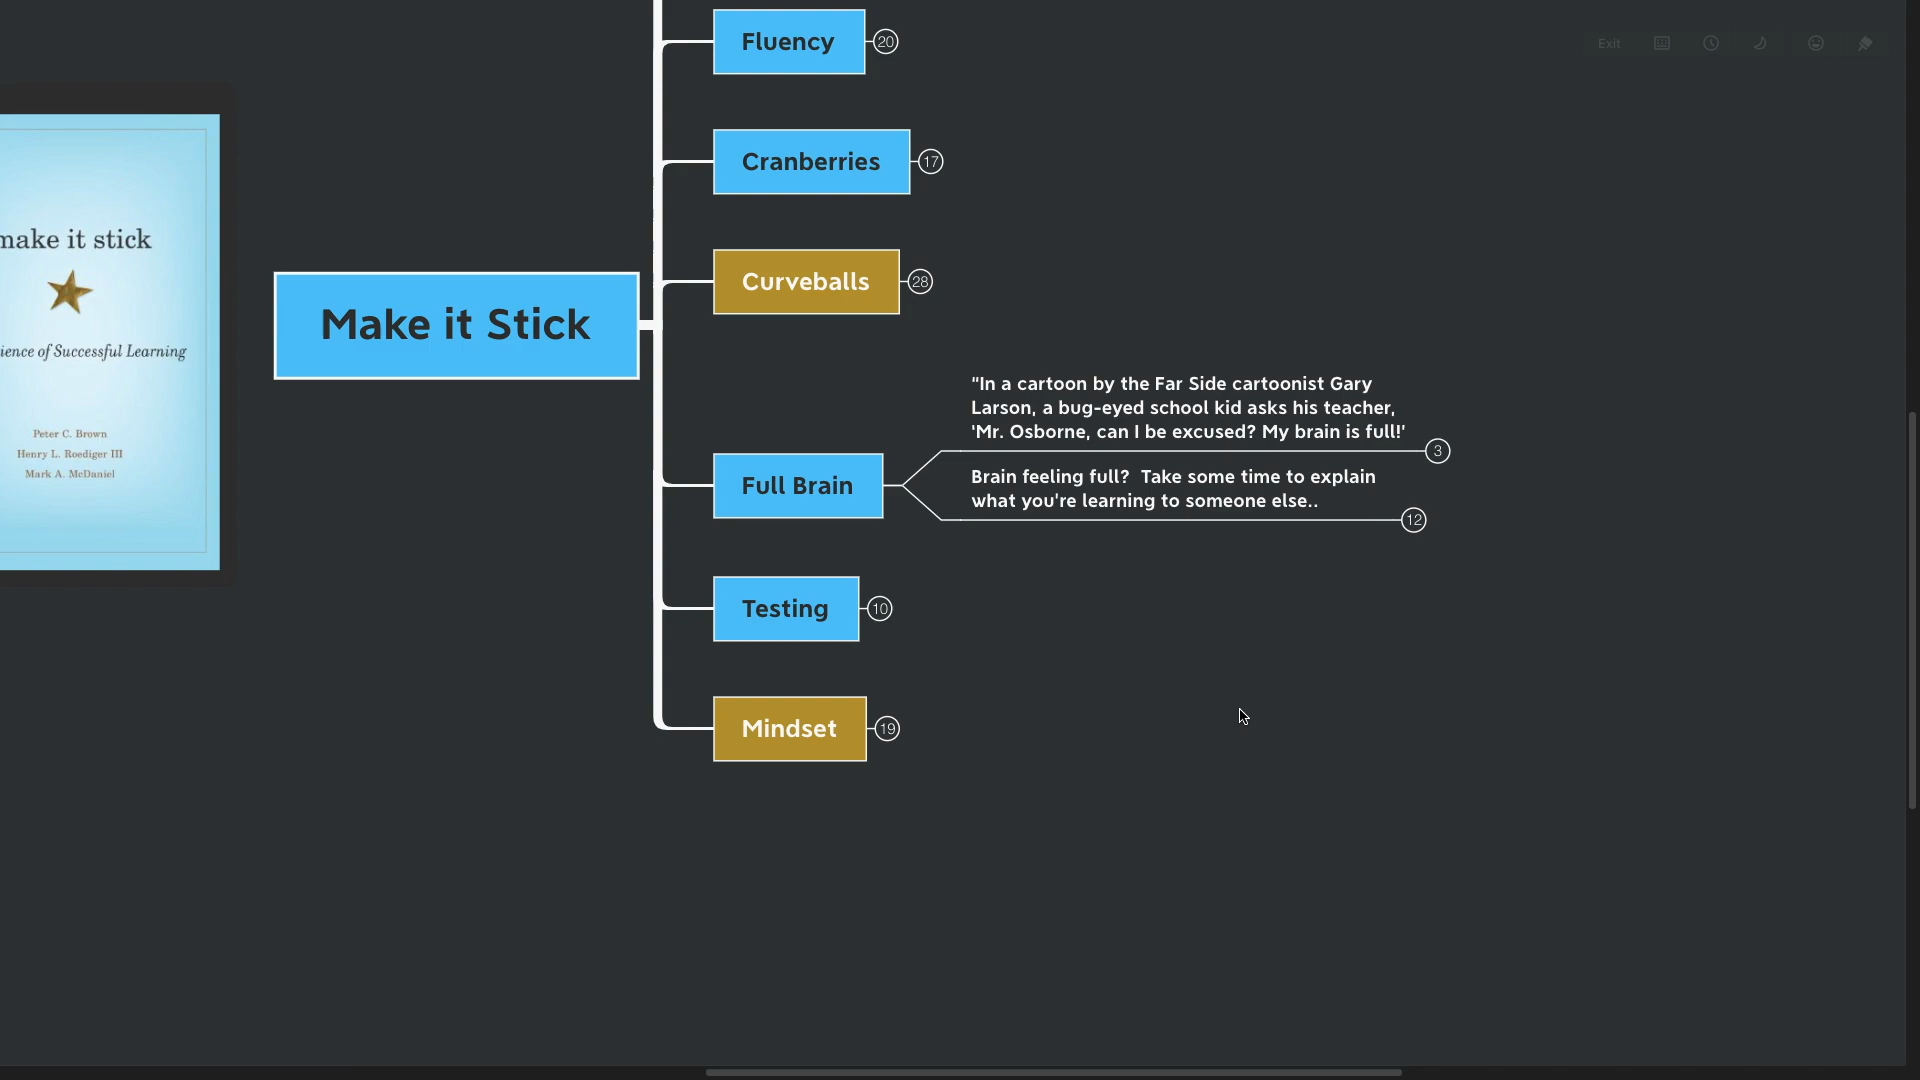 Exit
make it stick
ience of Successful Learning
Peter C. Brown
Henry L. Roediger III
Mark A. McDaniel
Make it Stick
Fluency
20
Cranberries
17
Curveballs
28
Full Brain
"In a cartoon by the Far Side cartoonist Gary
Larson, a bug-eyed school kid asks his teacher,
'Mr. Osborne, can I be excused? My brain is full!'
3
Brain feeling full?  Take some time to explain
what you're learning to someone else..
12
Testing
10
Mindset
19